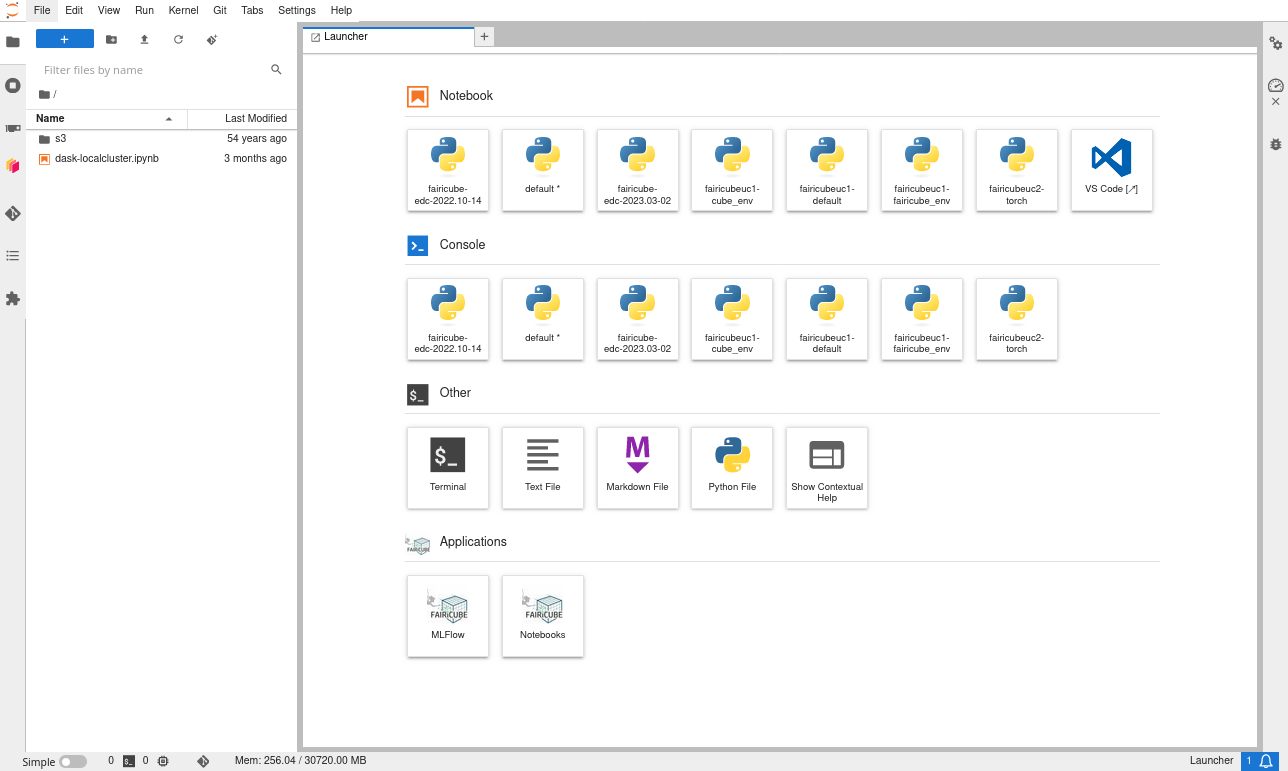 File Edit View Run Kernel Git Tabs Settings Help
+
Launcher
+
Filter files by name
/
Name Last Modified
s3 54 years ago
dask-localcluster.ipynb 3 months ago
Notebook
fairicube-
edc-2022.10-14
default *
fairicube-
edc-2023.03-02
fairicubeuc1-
cube_env
fairicubeuc1-
default
fairicubeuc1-
fairicube_env
fairicubeuc2-
torch
VS Code [↗]
Console
fairicube-
edc-2022.10-14
default *
fairicube-
edc-2023.03-02
fairicubeuc1-
cube_env
fairicubeuc1-
default
fairicubeuc1-
fairicube_env
fairicubeuc2-
torch
$_ Other
$_
Terminal
Text File
M
Markdown File
Python File
Show Contextual
Help
FAIRiCUBE Applications
FAIRiCUBE
MLFlow
FAIRiCUBE
Notebooks
Simple 0 $_ 0 Mem: 256.04 / 30720.00 MB Launcher 1